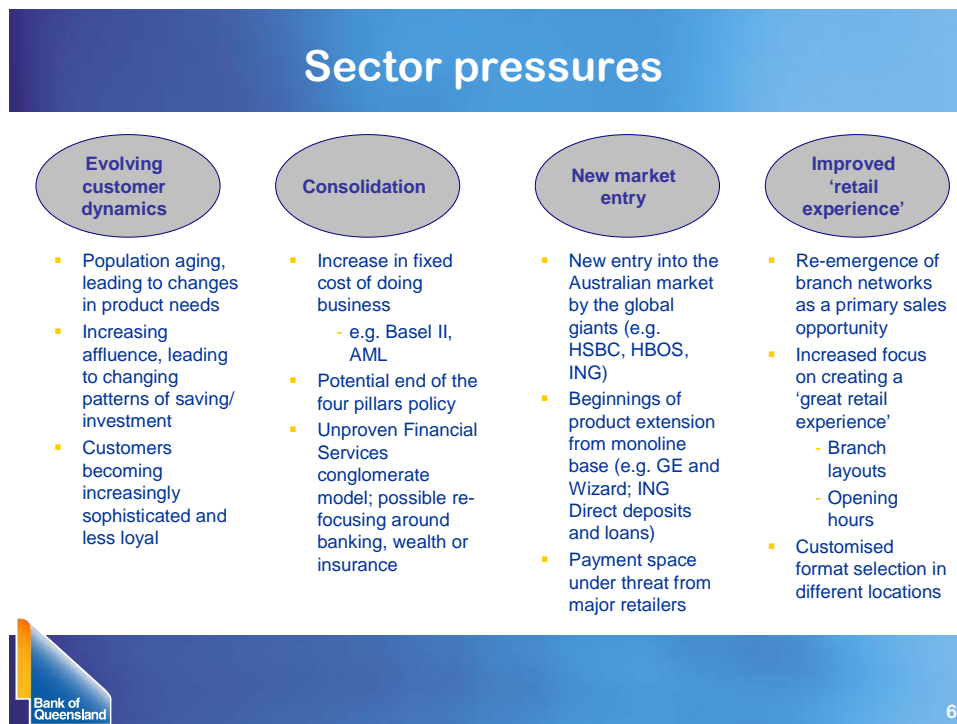 Sector pressures
Evolving
customer
dynamics
▪ Population aging,
leading to changes
in product needs
▪ Increasing
affluence, leading
to changing
patterns of saving/
investment
▪ Customers
becoming
increasingly
sophisticated and
less loyal
Consolidation
▪ Increase in fixed
cost of doing
business
- e.g. Basel II,
AML
▪ Potential end of the
four pillars policy
▪ Unproven Financial
Services
conglomerate
model; possible re-
focusing around
banking, wealth or
insurance
New market
entry
▪ New entry into the
Australian market
by the global
giants (e.g.
HSBC, HBOS,
ING)
▪ Beginnings of
product extension
from monoline
base (e.g. GE and
Wizard; ING
Direct deposits
and loans)
▪ Payment space
under threat from
major retailers
Improved
‘retail
experience’
▪ Re-emergence of
branch networks
as a primary sales
opportunity
▪ Increased focus
on creating a
‘great retail
experience’
- Branch
layouts
- Opening
hours
▪ Customised
format selection in
different locations
Bank of
Queensland
6